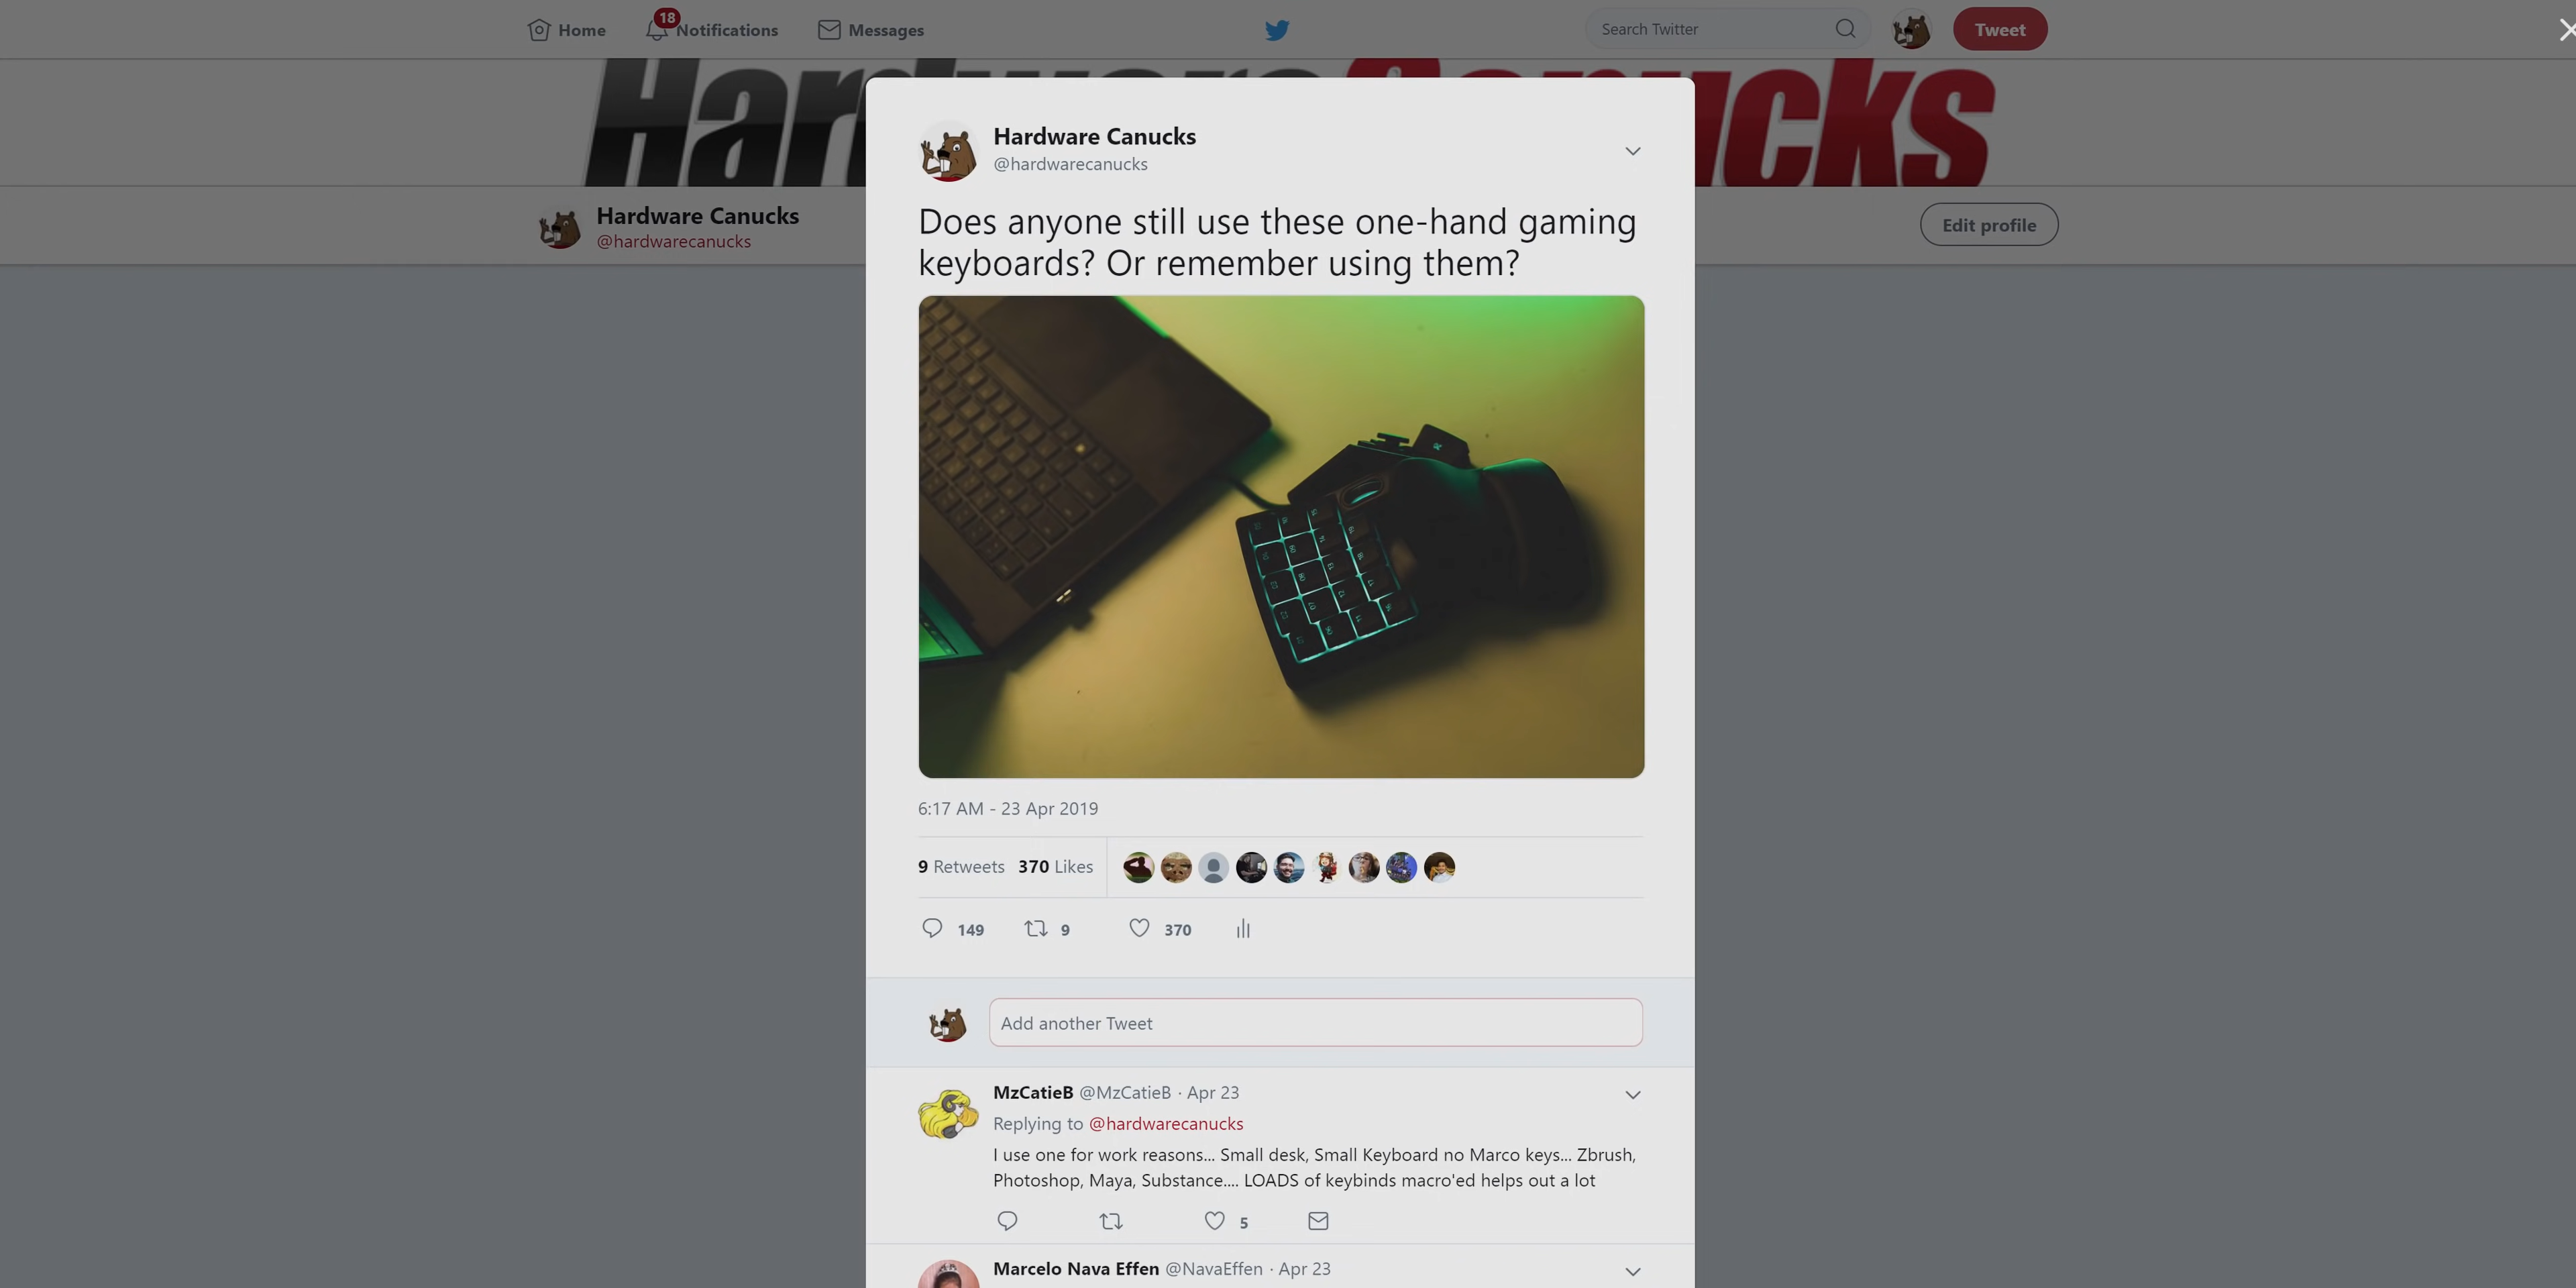 Home
18
Notifications
Messages
Search Twitter
Tweet
Hardware Canucks
@hardwarecanucks
Edit profile
Hardware Canucks
@hardwarecanucks
Does anyone still use these one-hand gaming
keyboards? Or remember using them?
6:17 AM - 23 Apr 2019
9 Retweets 370 Likes
149 9 370
Add another Tweet
MzCatieB @MzCatieB · Apr 23
Replying to @hardwarecanucks
I use one for work reasons... Small desk, Small Keyboard no Marco keys... Zbrush,
Photoshop, Maya, Substance.... LOADS of keybinds macro'ed helps out a lot
5
Marcelo Nava Effen @NavaEffen · Apr 23